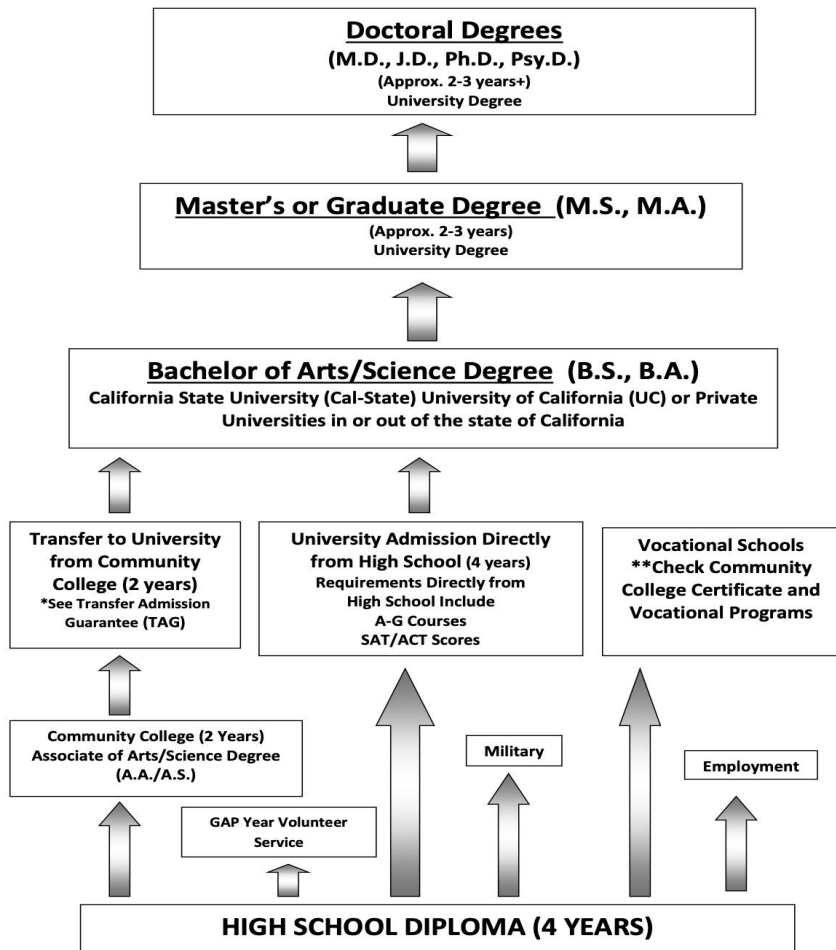 Doctoral Degrees
(M.D., J.D., Ph.D., Psy.D.)
(Approx. 2-3 years+)
University Degree
Master's or Graduate Degree (M.S., M.A.)
(Approx. 2-3 years)
University Degree
Bachelor of Arts/Science Degree (B.S., B.A.)
California State University (Cal-State) University of California (UC) or Private
Universities in or out of the state of California
Transfer to University
from Community
College (2 years)
*See Transfer Admission
Guarantee (TAG)
University Admission Directly
from High School (4 years)
Requirements Directly from
High School Include
A-G Courses
SAT/ACT Scores
Vocational Schools
**Check Community
College Certificate and
Vocational Programs
Community College (2 Years)
Associate of Arts/Science Degree
(A.A./A.S.)
Military
Employment
GAP Year Volunteer
Service
HIGH SCHOOL DIPLOMA (4 YEARS)